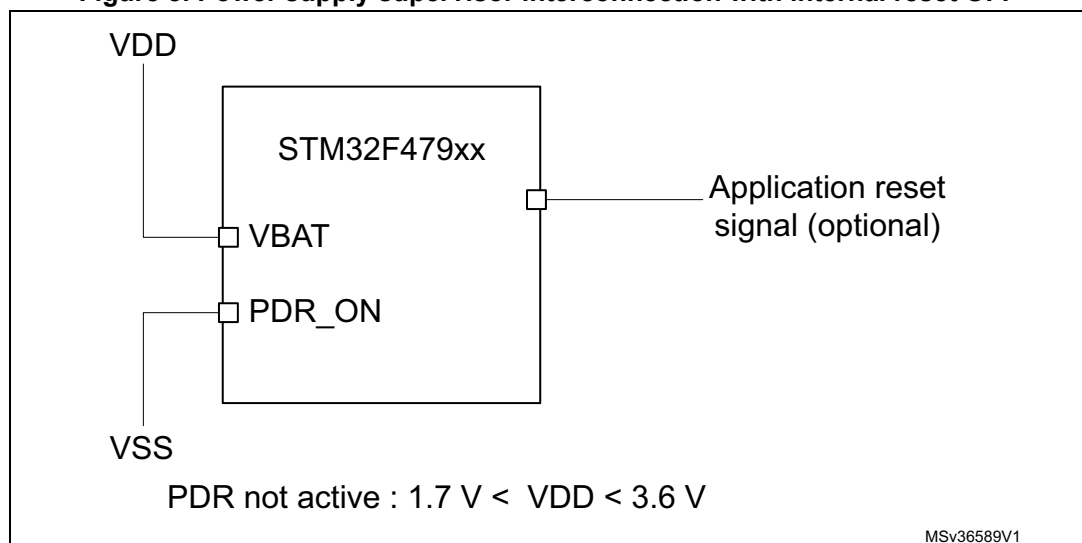 VDD
STM32F479xx
Application reset
signal (optional)
VBAT
PDR_ON
VSS
PDR not active : 1.7 V < VDD < 3.6 V
MSv36589V1